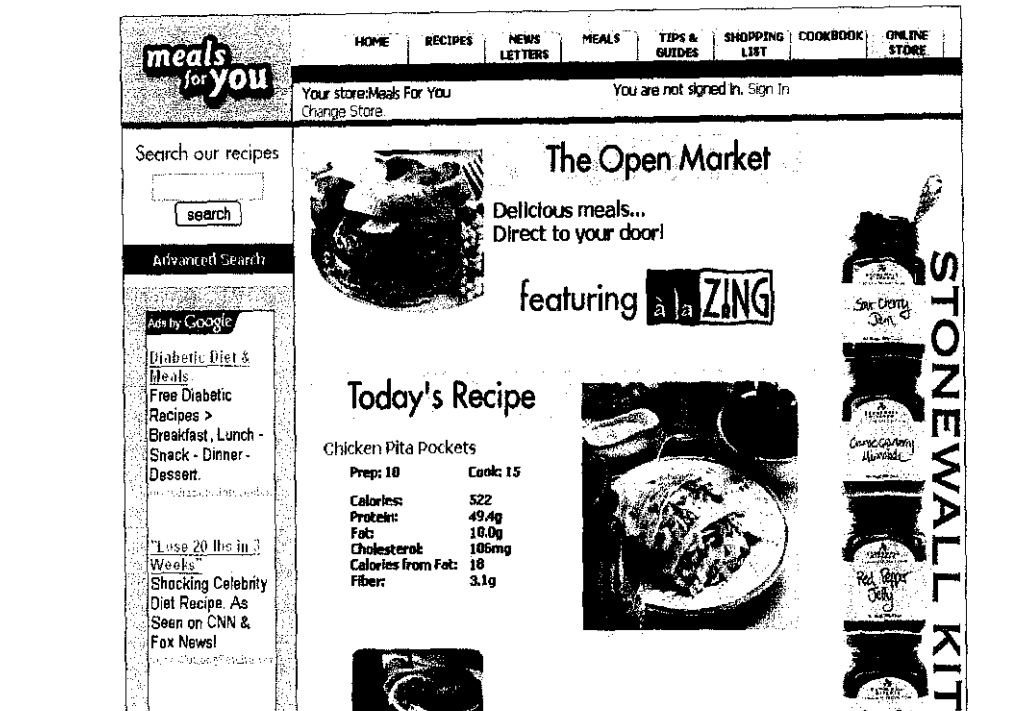 meals
for you
HOME
RECIPES
NEWS
LETTERS
MEALS
TIPS &
GUIDES
SHOPPING
LIST
COOKBOOK
ONLINE
STORE
Your store:Meals For You
Change Store.
You are not signed in. Sign In
Search our recipes
search
Advanced Search
Ads by Google
Diabetic Diet &
Meals
Free Diabetic
Recipes >
Breakfast, Lunch -
Snack - Dinner -
Dessert.
"Lose 20 lbs in 3
Weeks"
Shocking Celebrity
Diet Recipe. As
Seen on CNN &
Fox News!
The Open Market
Delicious meals...
Direct to your door!
featuring à la ZING
Today's Recipe
Chicken Pita Pockets
Prep: 10 Cook: 15
Calories: 522
Protein: 49.4g
Fat: 
Cholesterol: 106mg
Calories from Fat: 18
Fiber: 3.1g
Sour Cherry
Jam
Red Pepper
Jelly
STONEWALL KIT